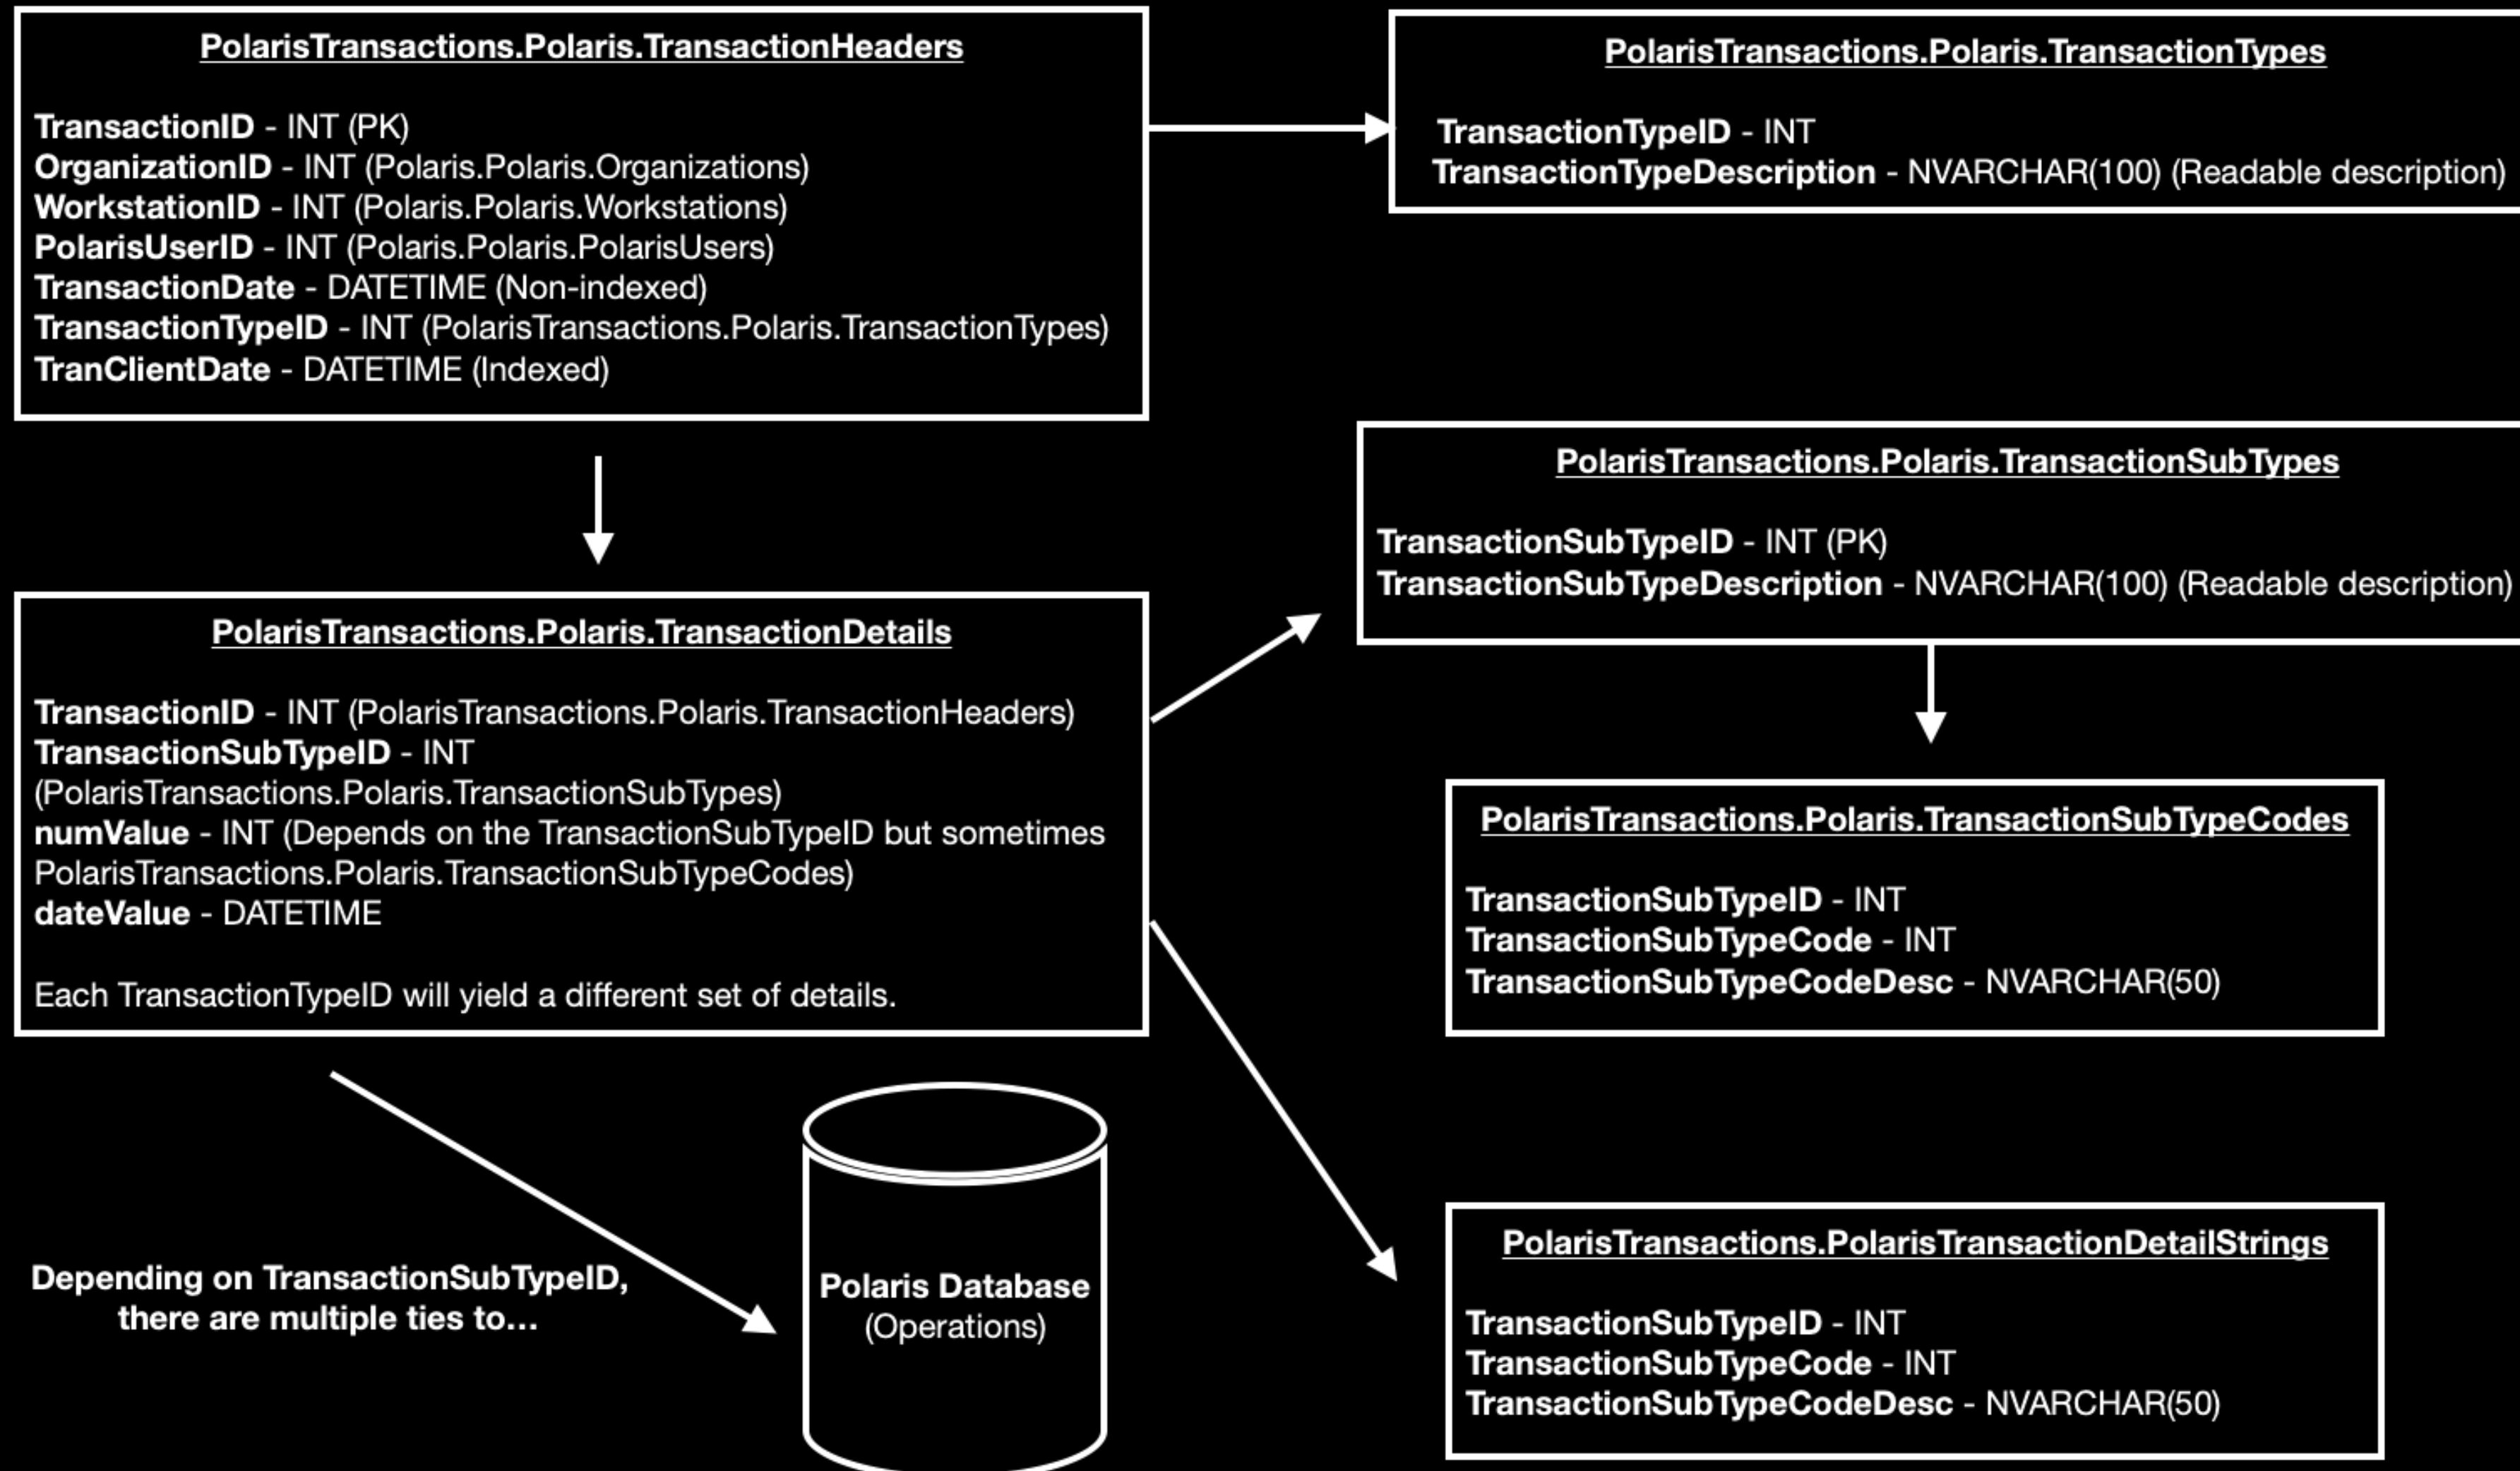 PolarisTransactions.Polaris.TransactionHeaders
TransactionID - INT (PK)
OrganizationID - INT (Polaris.Polaris.Organizations)
WorkstationID - INT (Polaris.Polaris.Workstations)
PolarisUserID - INT (Polaris.Polaris.PolarisUsers)
TransactionDate - DATETIME (Non-indexed)
TransactionTypeID - INT (PolarisTransactions.Polaris.TransactionTypes)
TranClientDate - DATETIME (Indexed)
PolarisTransactions.Polaris.TransactionTypes
TransactionTypeID - INT
TransactionTypeDescription - NVARCHAR(100) (Readable description)
PolarisTransactions.Polaris.TransactionSubTypes
TransactionSubTypeID - INT (PK)
TransactionSubTypeDescription - NVARCHAR(100) (Readable description)
PolarisTransactions.Polaris.TransactionDetails
TransactionID - INT (PolarisTransactions.Polaris.TransactionHeaders)
TransactionSubTypeID - INT
(PolarisTransactions.Polaris.TransactionSubTypes)
numValue - INT (Depends on the TransactionSubTypeID but sometimes
PolarisTransactions.Polaris.TransactionSubTypeCodes)
dateValue - DATETIME
Each TransactionTypeID will yield a different set of details.
PolarisTransactions.Polaris.TransactionSubTypeCodes
TransactionSubTypeID - INT
TransactionSubTypeCode - INT
TransactionSubTypeCodeDesc - NVARCHAR(50)
Depending on TransactionSubTypeID,
there are multiple ties to...
Polaris Database
(Operations)
PolarisTransactions.PolarisTransactionDetailStrings
TransactionSubTypeID - INT
TransactionSubTypeCode - INT
TransactionSubTypeCodeDesc - NVARCHAR(50)